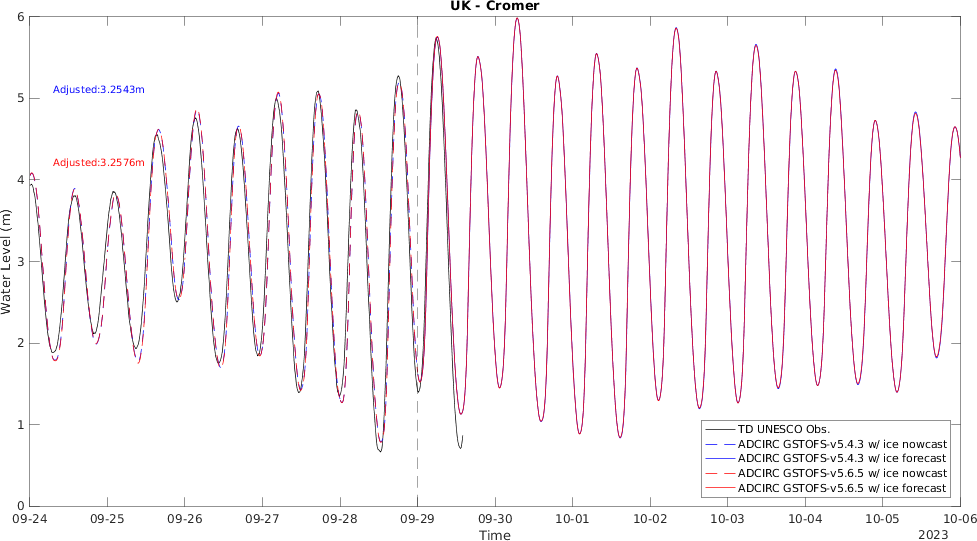 UK - Cromer
6
5
4
3
2
1
0
Water Level (m)
Adjusted:3.2543m
Adjusted:3.2576m
TD UNESCO Obs.
ADCIRC GSTOFS-v5.4.3 w/ ice nowcast
ADCIRC GSTOFS-v5.4.3 w/ ice forecast
ADCIRC GSTOFS-v5.6.5 w/ ice nowcast
ADCIRC GSTOFS-v5.6.5 w/ ice forecast
09-24 09-25 09-26 09-27 09-28 09-29 09-30 10-01 10-02 10-03 10-04 10-05 10-06
Time
2023